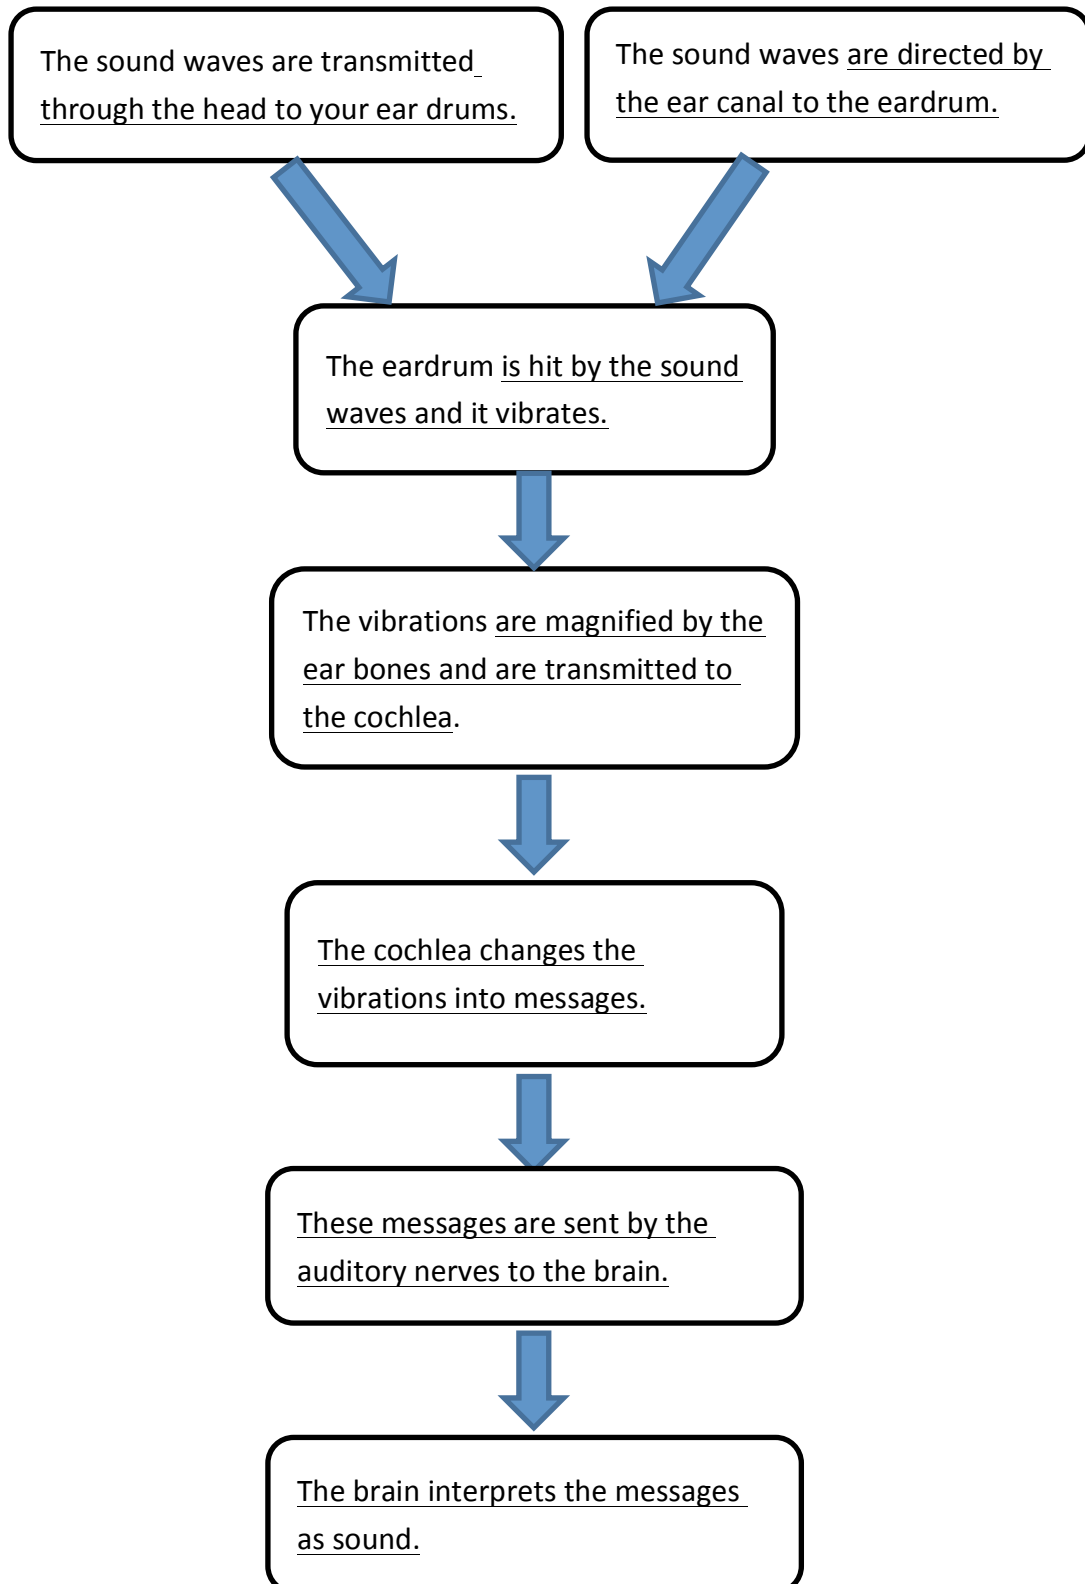 The sound waves are transmitted
through the head to your ear drums.
The sound waves are directed by
the ear canal to the eardrum.
The eardrum is hit by the sound
waves and it vibrates.
The vibrations are magnified by the
ear bones and are transmitted to
the cochlea.
The cochlea changes the
vibrations into messages.
These messages are sent by the
auditory nerves to the brain.
The brain interprets the messages
as sound.